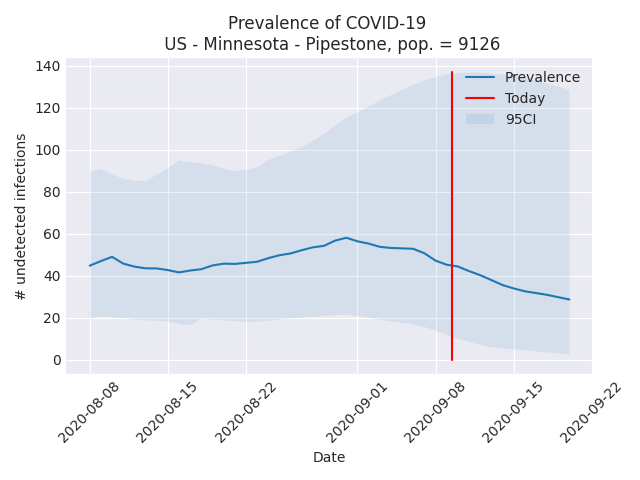 Prevalence of COVID-19
US - Minnesota - Pipestone, pop. = 9126
140
120
100
80
60
40
20
0
# undetected infections
Prevalence
Today
95CI
2020-08-08
2020-08-15
2020-08-22
2020-09-01
2020-09-08
2020-09-15
2020-09-22
Date